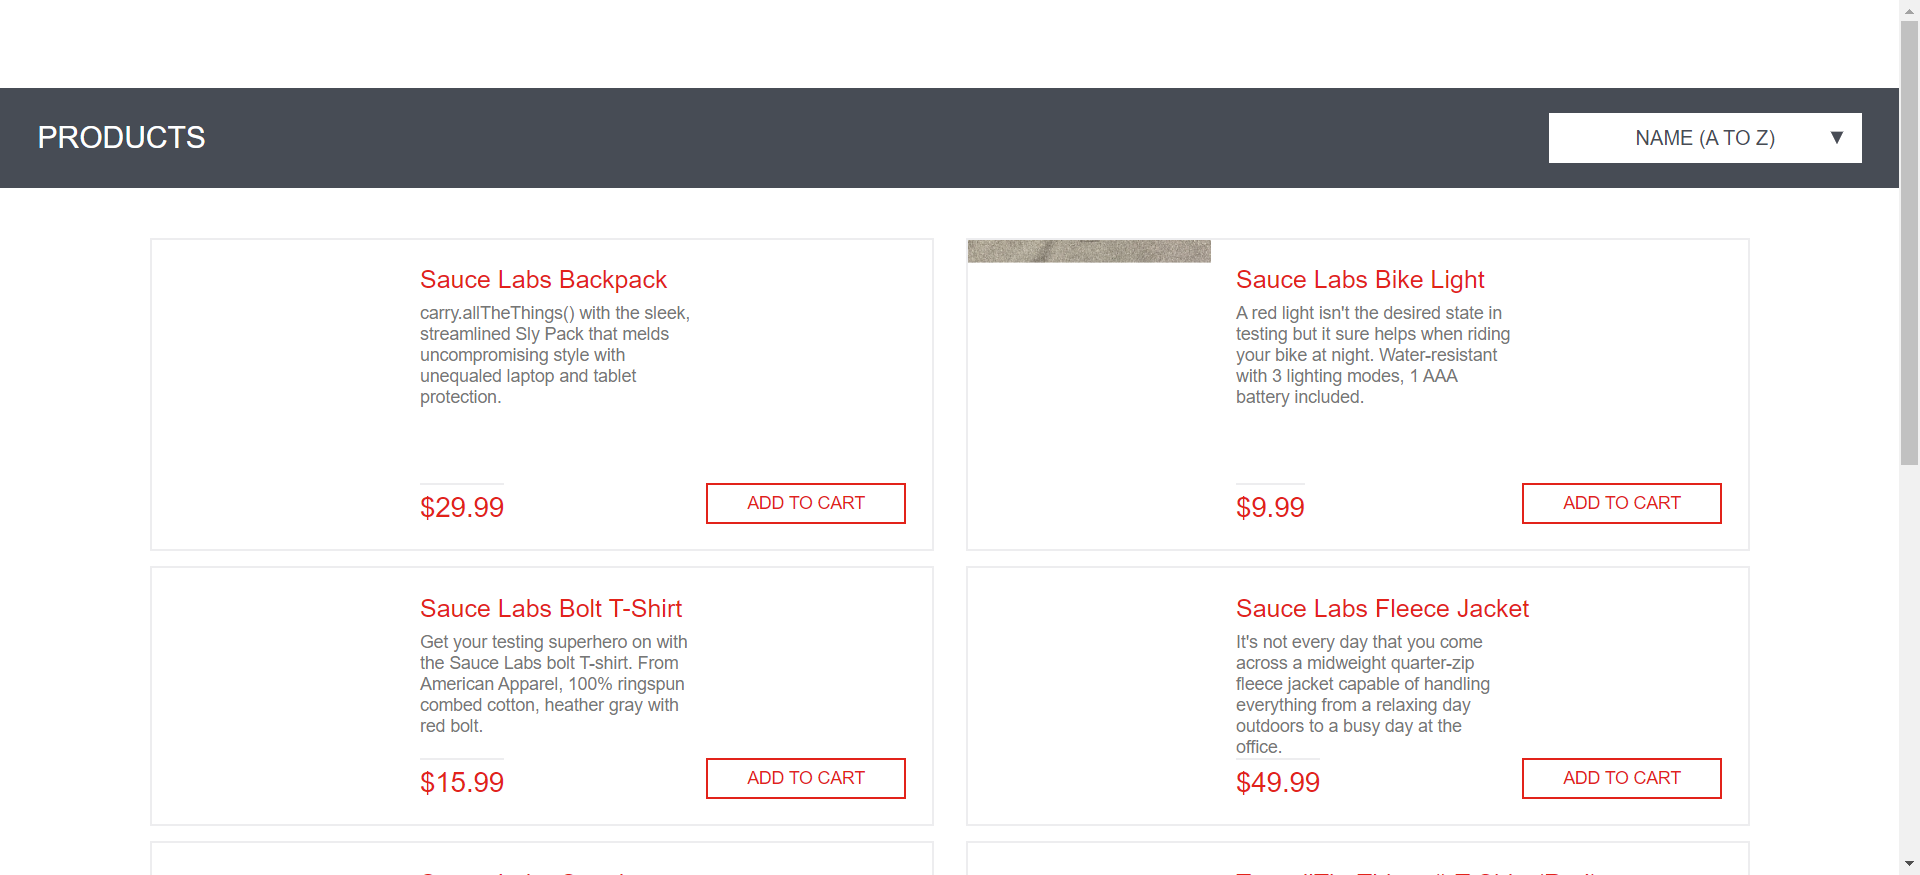 PRODUCTS
NAME (A TO Z)
Sauce Labs Backpack
carry.allTheThings() with the sleek,
streamlined Sly Pack that melds
uncompromising style with
unequaled laptop and tablet
protection.
$29.99
ADD TO CART
Sauce Labs Bike Light
A red light isn't the desired state in
testing but it sure helps when riding
your bike at night. Water-resistant
with 3 lighting modes, 1 AAA
battery included.
$9.99
ADD TO CART
Sauce Labs Bolt T-Shirt
Get your testing superhero on with
the Sauce Labs bolt T-shirt. From
American Apparel, 100% ringspun
combed cotton, heather gray with
red bolt.
$15.99
ADD TO CART
Sauce Labs Fleece Jacket
It's not every day that you come
across a midweight quarter-zip
fleece jacket capable of handling
everything from a relaxing day
outdoors to a busy day at the
office.
$49.99
ADD TO CART